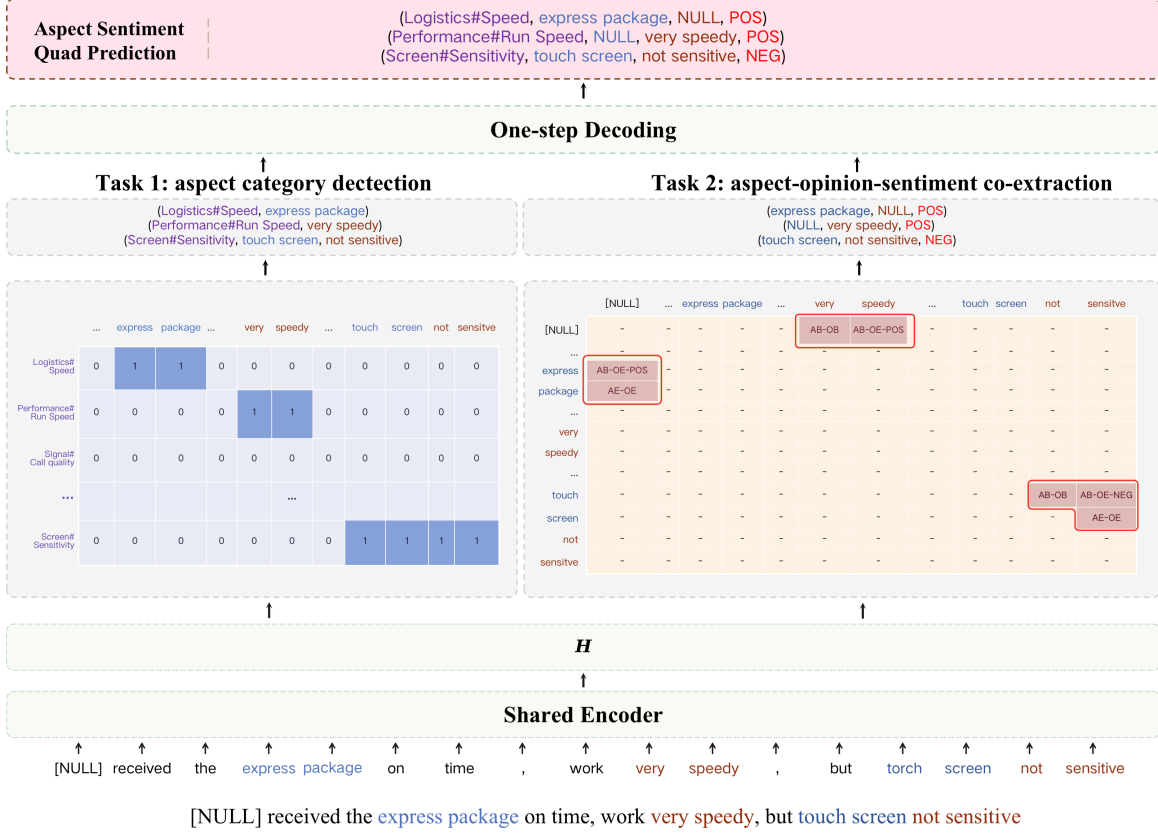 Aspect Sentiment
Quad Prediction
(Logistics#Speed, express package, NULL, POS)
(Performance#Run Speed, NULL, very speedy, POS)
(Screen#Sensitivity, touch screen, not sensitive, NEG)
One-step Decoding
Task 1: aspect category dectection
(Logistics#Speed, express package)
(Performance#Run Speed, very speedy)
(Screen#Sensitivity, touch screen, not sensitive)
... express package ... very speedy ... touch screen not sensitve
Logistics#
Speed 0 1 1 0 0 0 0 0 0 0 0
Performance#
Run Speed 0 0 0 0 1 1 0 0 0 0 0
Signal#
Call quality 0 0 0 0 0 0 0 0 0 0 0
... ...
Screen#
Sensitivity 0 0 0 0 0 0 0 1 1 1 1
Task 2: aspect-opinion-sentiment co-extraction
(express package, NULL, POS)
(NULL, very speedy, POS)
(touch screen, not sensitive, NEG)
[NULL] ... express package ... very speedy ... touch screen not sensitve
[NULL] - - - - - AB-OB AB-OE-POS - - - - -
... - - - - - - - - - - - -
express AB-OE-POS - - - - - - - - - - -
package AE-OE - - - - - - - - - - -
... - - - - - - - - - - - -
very - - - - - - - - - - - -
speedy - - - - - - - - - - - -
... - - - - - - - - - - - -
touch - - - - - - - - - - AB-OB AB-OE-NEG
screen - - - - - - - - - - - AE-OE
not - - - - - - - - - - - -
sensitve - - - - - - - - - - - -
H
Shared Encoder
[NULL] received the express package on time , work very speedy , but torch screen not sensitive
[NULL] received the express package on time, work very speedy, but touch screen not sensitive